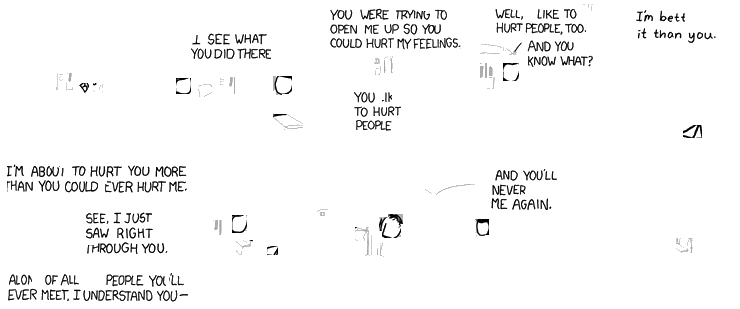 I SEE WHAT
YOU DID THERE
YOU WERE TRYING TO
OPEN ME UP SO YOU
COULD HURT MY FEELINGS.
YOU
TO HURT
PEOPLE
WELL, LIKE TO
HURT PEOPLE, TOO.
AND YOU
KNOW WHAT?
I'm
it than you.
I'M ABOUT TO HURT YOU MORE
THAN YOU COULD EVER HURT ME.
SEE, I JUST
SAW RIGHT
THROUGH YOU.
OF ALL PEOPLE YOU'LL
EVER MEET, I UNDERSTAND YOU—
AND YOU'LL
NEVER
ME AGAIN.